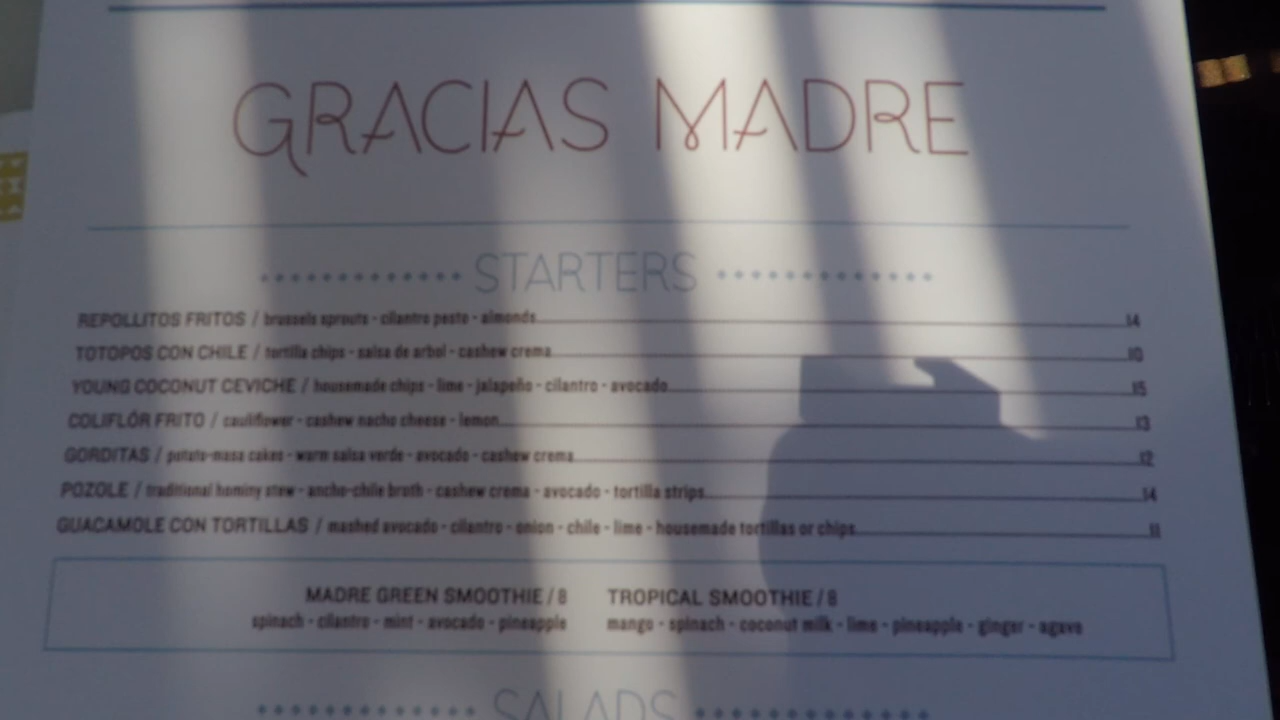 GRACIAS MADRE
STARTERS
REPOLLITOS FRITOS / brussels sprouts - cilantro pesto - almonds 14
TOTOPOS CON CHILE / tortilla chips - salsa de arbol - cashew crema 10
YOUNG COCONUT CEVICHE / housemade chips - lime - jalapeño - cilantro - avocado 15
COLIFLÓR FRITO / cauliflower - cashew nacho cheese - lemon 13
GORDITAS / potato-masa cakes - warm salsa verde - avocado - cashew crema 12
POZOLE / traditional hominy stew - ancho-chile broth - cashew crema - avocado - tortilla strips 14
GUACAMOLE CON TORTILLAS / mashed avocado - cilantro - onion - chile - lime - housemade tortillas or chips 11
MADRE GREEN SMOOTHIE / 8 TROPICAL SMOOTHIE / 8
spinach - cilantro - mint - avocado - pineapple mango - spinach - coconut milk - lime - pineapple - ginger - agave
SALADS